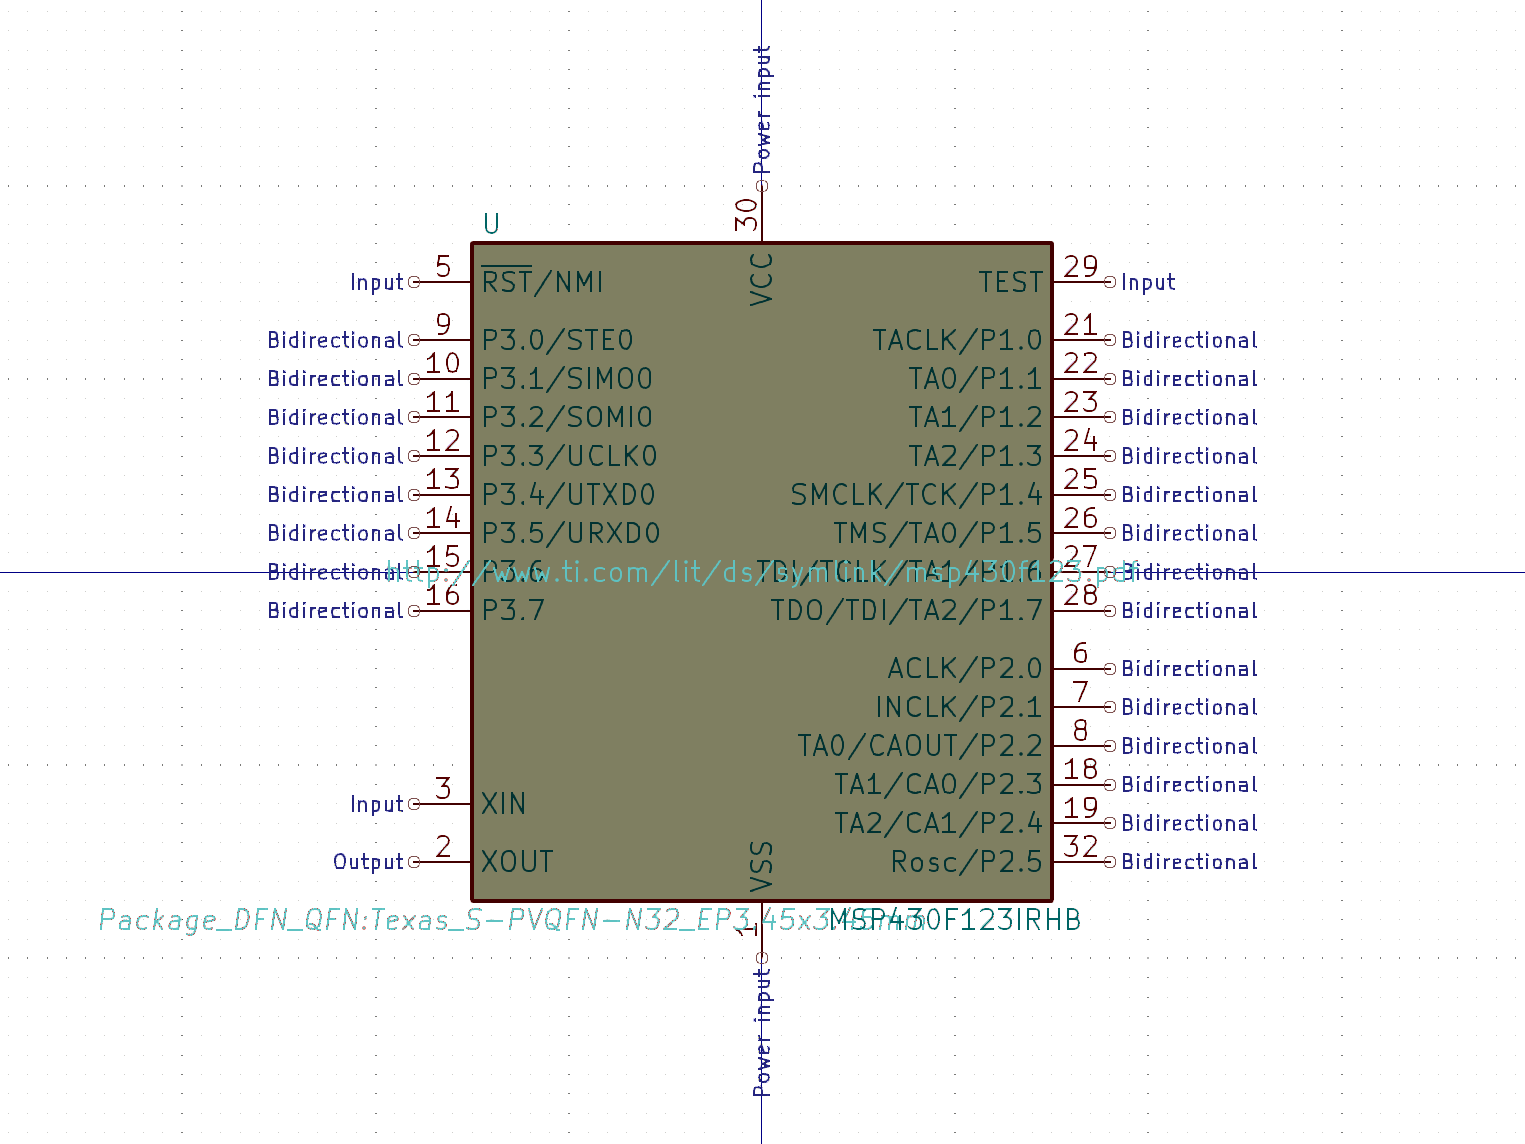 Power input
30
U
VCC
Input 5 RST/NMI
TEST 29 Input
Bidirectional 9 P3.0/STE0
TACLK/P1.0 21 Bidirectional
Bidirectional 10 P3.1/SIMO0
TA0/P1.1 22 Bidirectional
Bidirectional 11 P3.2/SOMI0
TA1/P1.2 23 Bidirectional
Bidirectional 12 P3.3/UCLK0
TA2/P1.3 24 Bidirectional
Bidirectional 13 P3.4/UTXD0
SMCLK/TCK/P1.4 25 Bidirectional
Bidirectional 14 P3.5/URXD0
TMS/TA0/P1.5 26 Bidirectional
Bidirectional 15 P3.6
http://www.ti.com/lit/ds/symlink/msp430f123.pdf
TDI/TCLK/TA1/P1.6 27 Bidirectional
Bidirectional 16 P3.7
TDO/TDI/TA2/P1.7 28 Bidirectional
ACLK/P2.0 6 Bidirectional
INCLK/P2.1 7 Bidirectional
TA0/CAOUT/P2.2 8 Bidirectional
TA1/CA0/P2.3 18 Bidirectional
Input 3 XIN
TA2/CA1/P2.4 19 Bidirectional
Output 2 XOUT
Rosc/P2.5 32 Bidirectional
VSS
Package_DFN_QFN:Texas_S-PVQFN-N32_EP3.45x3.45mm
MSP430F123IRHB
1
Power input